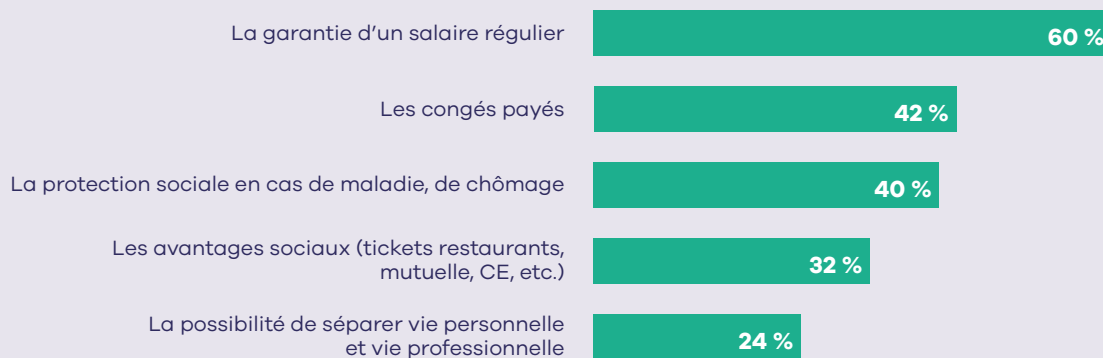 La garantie d’un salaire régulier
60 %
Les congés payés
42 %
La protection sociale en cas de maladie, de chômage
40 %
Les avantages sociaux (tickets restaurants,
mutuelle, CE, etc.)
32 %
La possibilité de séparer vie personnelle
et vie professionnelle
24 %